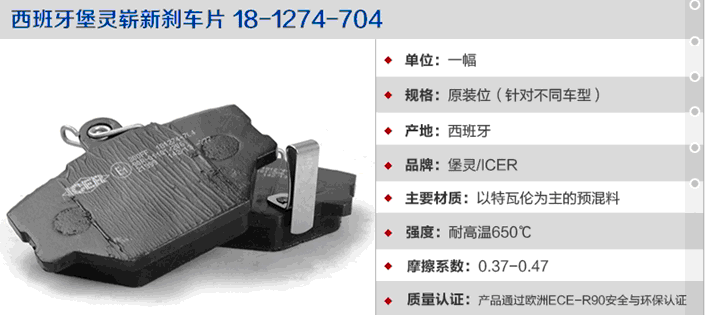 西班牙堡灵崭新刹车片 18-1274-704
单位：一幅
规格：原装位（针对不同车型）
产地：西班牙
品牌：堡灵/ICER
主要材质：以特瓦伦为主的预混料
强度：耐高温650℃
摩擦系数：0.37-0.47
质量认证：产品通过欧洲ECE-R90安全与环保认证
ICER